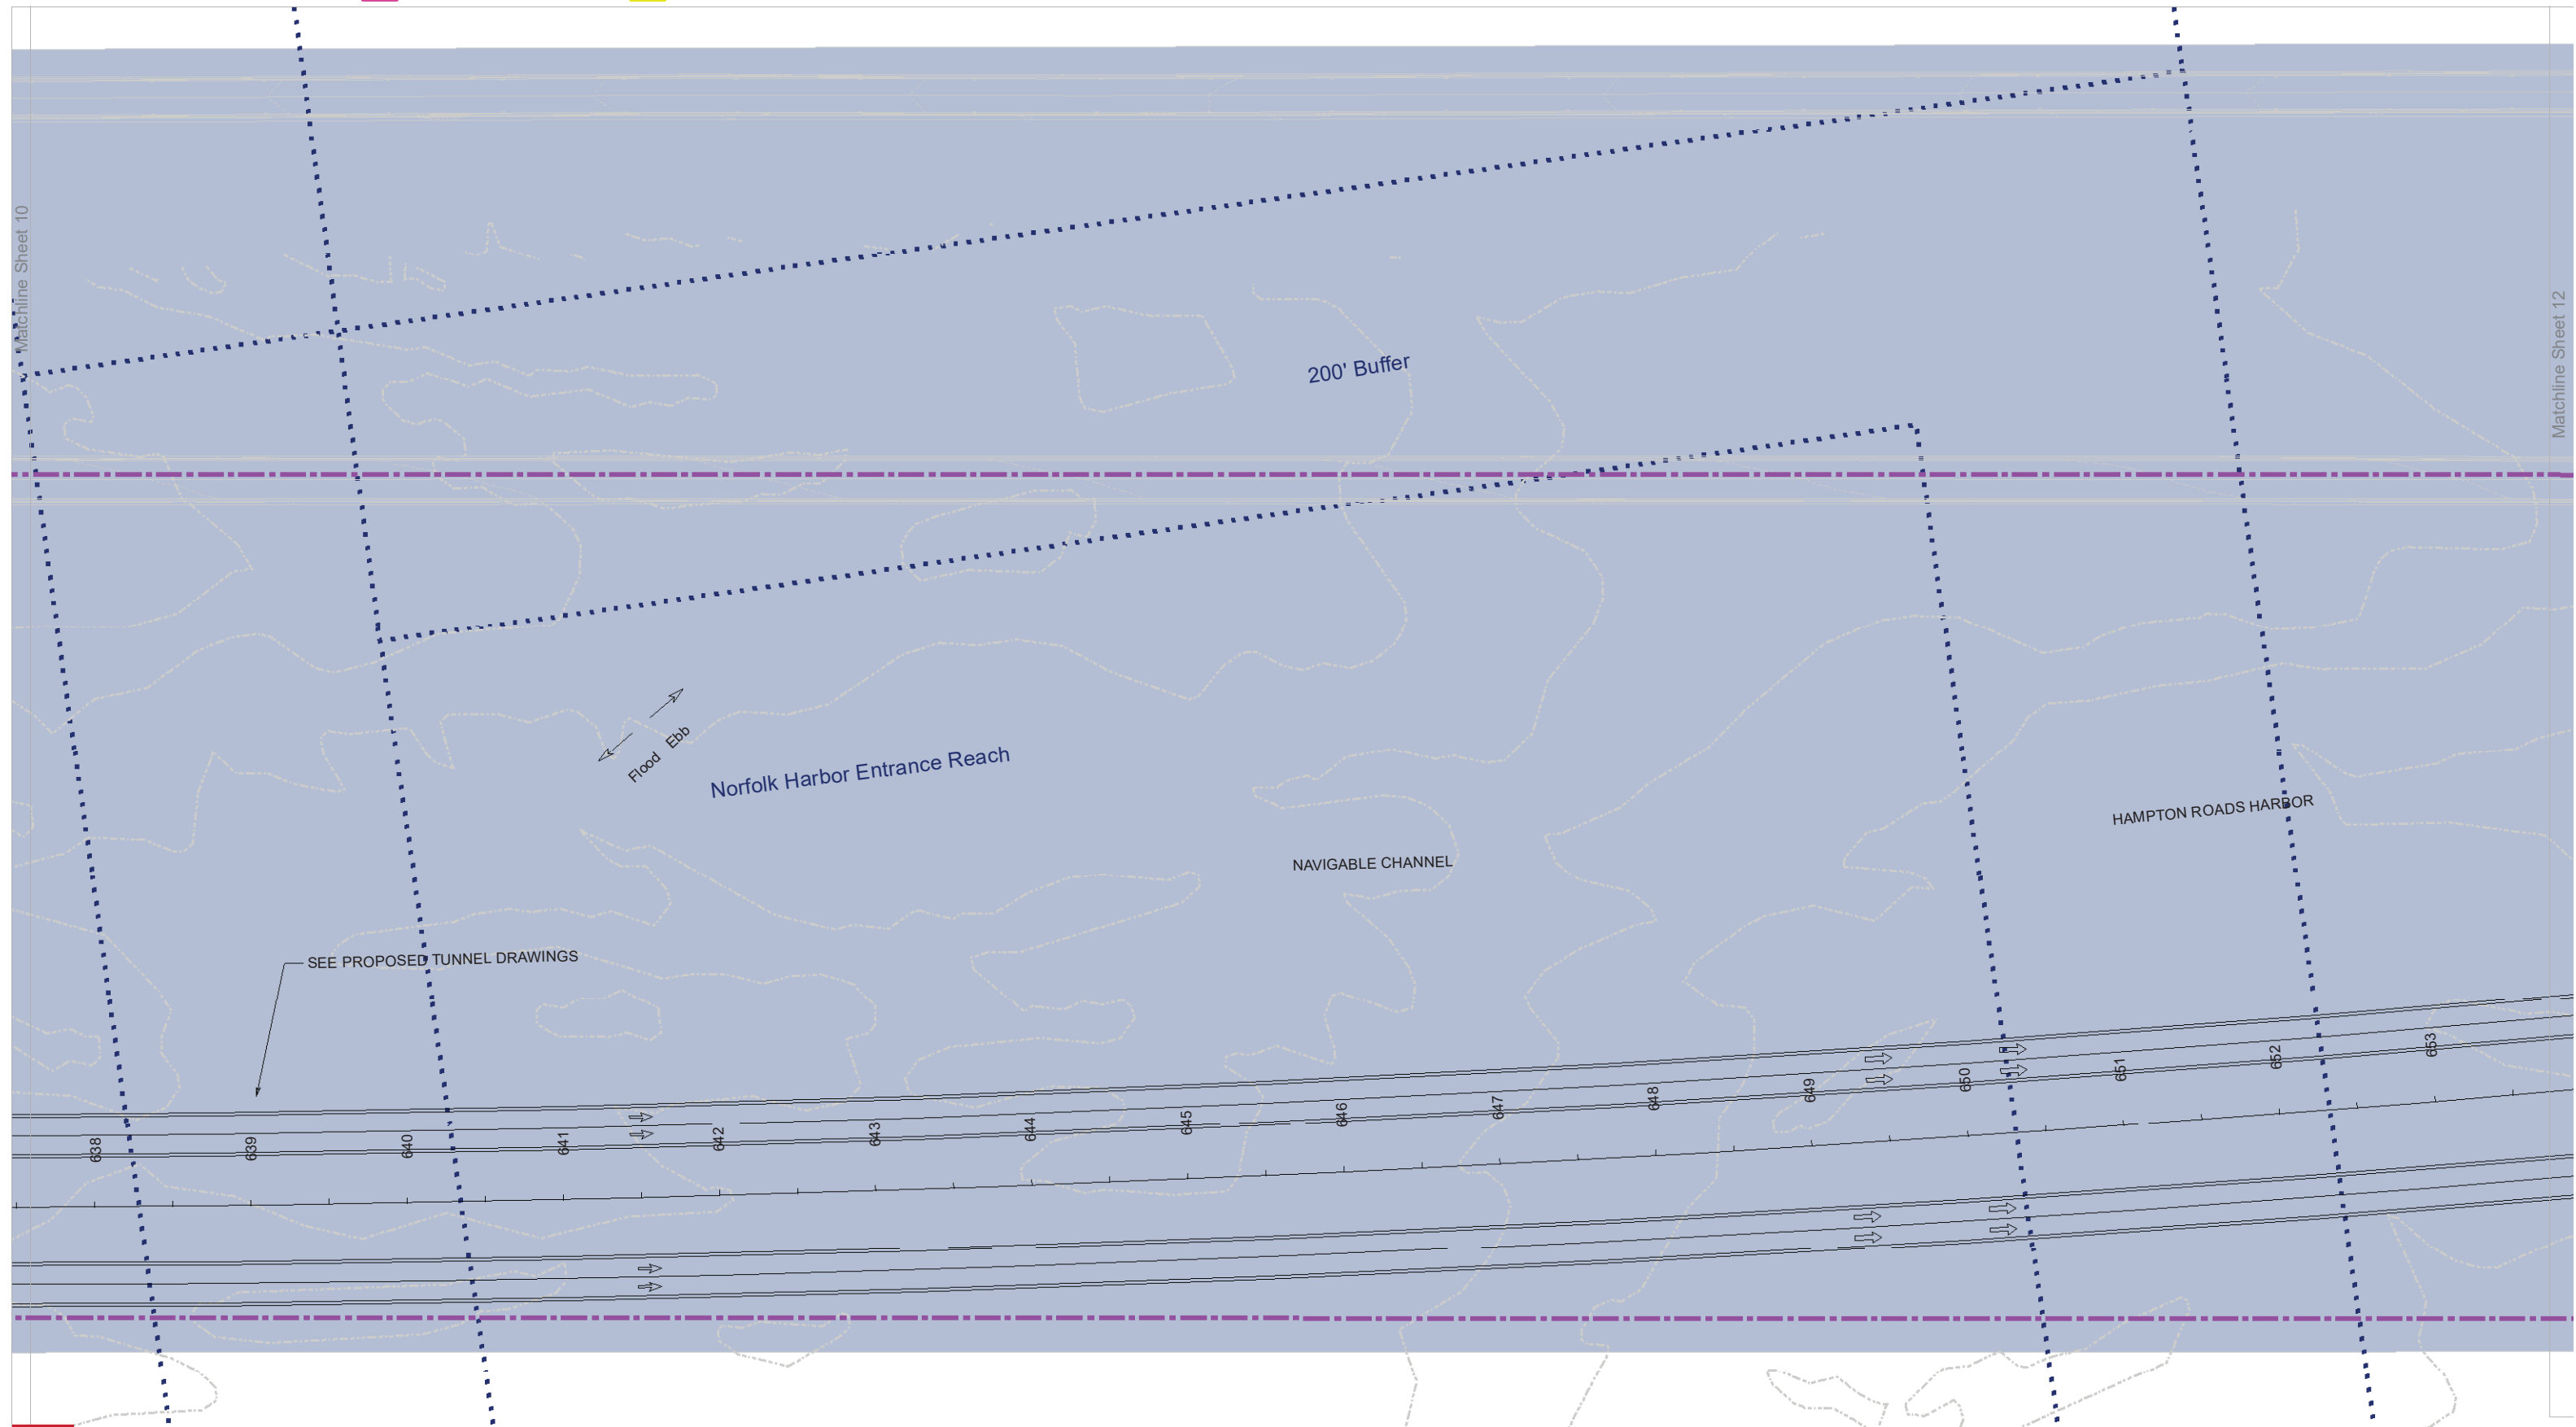 Matchline Sheet 10
200' Buffer
Matchline Sheet 12
Flood Ebb
Norfolk Harbor Entrance Reach
HAMPTON ROADS HARBOR
NAVIGABLE CHANNEL
SEE PROPOSED TUNNEL DRAWINGS
638
639
640
641
642
643
644
645
646
647
648
649
650
651
652
653